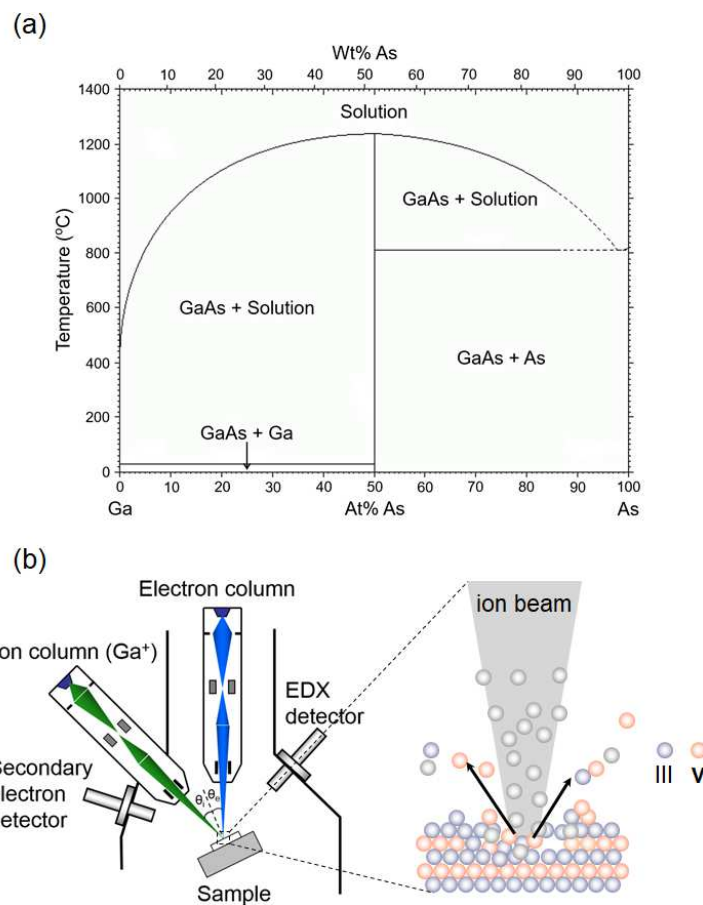 (a)
Wt% As
0 10 20 30 40 50 60 70 80 90 100
1400
Solution
1200
1000
GaAs + Solution
800
Temperature (°C)
600
GaAs + Solution
GaAs + As
400
200
GaAs + Ga
0
0 10 20 30 40 50 60 70 80 90 100
Ga
At% As
As
(b)
Electron column
ion beam
on column (Ga⁺)
EDX
detector
Secondary
electron
detector
θ
θe
III
V
Sample